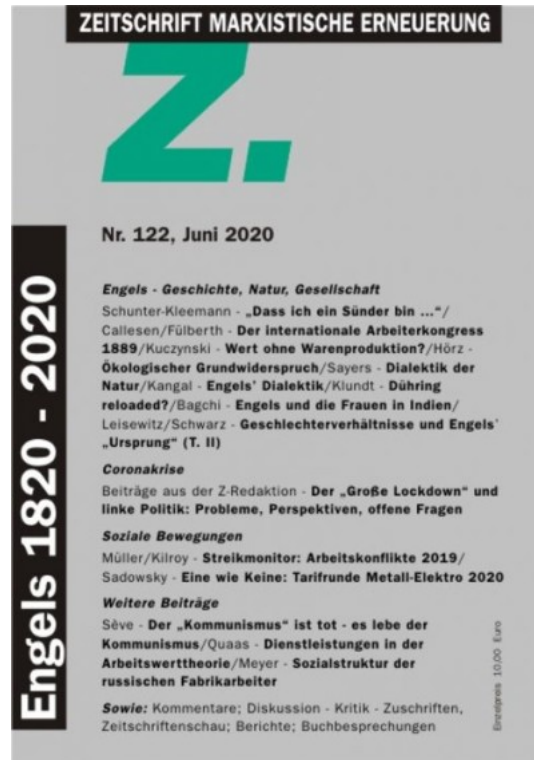 ZEITSCHRIFT MARXISTISCHE ERNEUERUNG
z.
Nr. 122, Juni 2020
Engels 1820 - 2020
Engels - Geschichte, Natur, Gesellschaft
Schunter-Kleemann - „Dass ich ein Sünder bin ..."/
Callesen/Fülberth - Der internationale Arbeiterkongress
1889/Kuczynski - Wert ohne Warenproduktion?/Hörz -
Ökologischer Grundwiderspruch/Sayers - Dialektik der
Natur/Kangal - Engels' Dialektik/Klundt - Dühring
reloaded?/Bagchi - Engels und die Frauen in Indien/
Leisewitz/Schwarz - Geschlechterverhältnisse und Engels'
„Ursprung" (T. II)
Coronakrise
Beiträge aus der Z-Redaktion - Der „Große Lockdown" und
linke Politik: Probleme, Perspektiven, offene Fragen
Soziale Bewegungen
Müller/Kilroy - Streikmonitor: Arbeitskonflikte 2019/
Sadowsky - Eine wie Keine: Tarifrunde Metall-Elektro 2020
Weitere Beiträge
Sève - Der „Kommunismus" ist tot - es lebe der
Kommunismus/Quaas - Dienstleistungen in der
Arbeitswerttheorie/Meyer - Sozialstruktur der
russischen Fabrikarbeiter
Sowie: Kommentare; Diskussion - Kritik - Zuschriften,
Zeitschriftenschau; Berichte; Buchbesprechungen
Einzelpreis 10,00 Euro